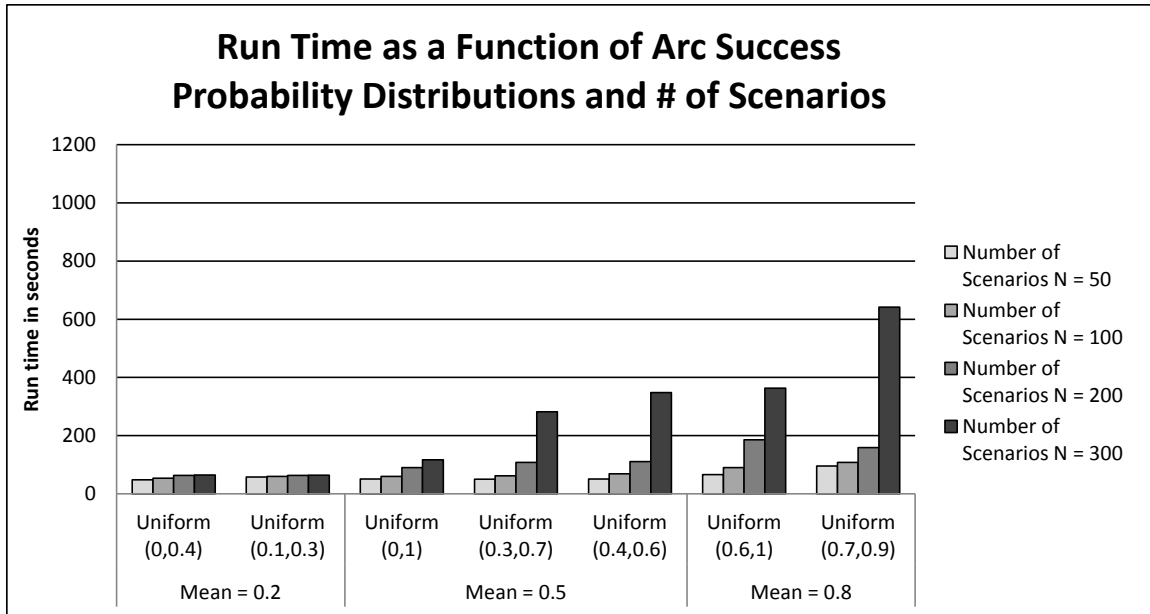 Run Time as a Function of Arc Success
Probability Distributions and # of Scenarios
Run time in seconds
1200
1000
800
600
400
200
0
Uniform
(0,0.4)
Uniform
(0.1,0.3)
Uniform
(0,1)
Uniform
(0.3,0.7)
Uniform
(0.4,0.6)
Uniform
(0.6,1)
Uniform
(0.7,0.9)
Mean = 0.2
Mean = 0.5
Mean = 0.8
Number of
Scenarios N = 50
Number of
Scenarios N = 100
Number of
Scenarios N = 200
Number of
Scenarios N = 300